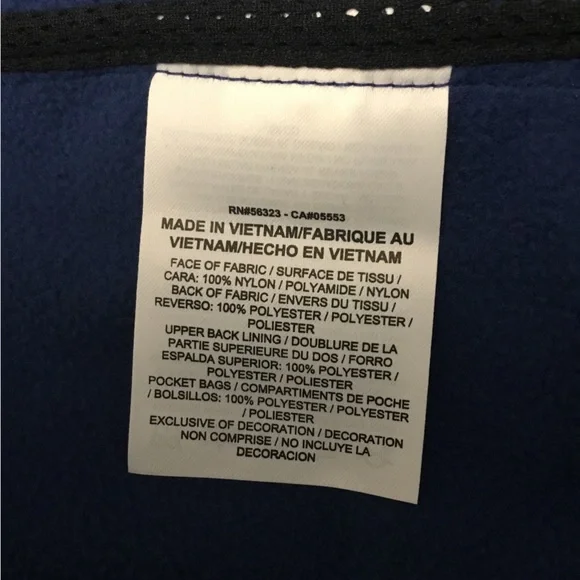 RN#56323 - CA#05553
MADE IN VIETNAM/FABRIQUE AU
VIETNAM/HECHO EN VIETNAM
FACE OF FABRIC / SURFACE DE TISSU /
CARA: 100% NYLON / POLYAMIDE / NYLON
BACK OF FABRIC / ENVERS DU TISSU /
REVERSO: 100% POLYESTER / POLYESTER /
POLIESTER
UPPER BACK LINING / DOUBLURE DE LA
PARTIE SUPERIEURE DU DOS / FORRO
ESPALDA SUPERIOR: 100% POLYESTER /
POLYESTER / POLIESTER
POCKET BAGS / COMPARTIMENTS DE POCHE
/ BOLSILLOS: 100% POLYESTER / POLYESTER
/ POLIESTER
EXCLUSIVE OF DECORATION / DECORATION
NON COMPRISE / NO INCLUYE LA
DECORACION